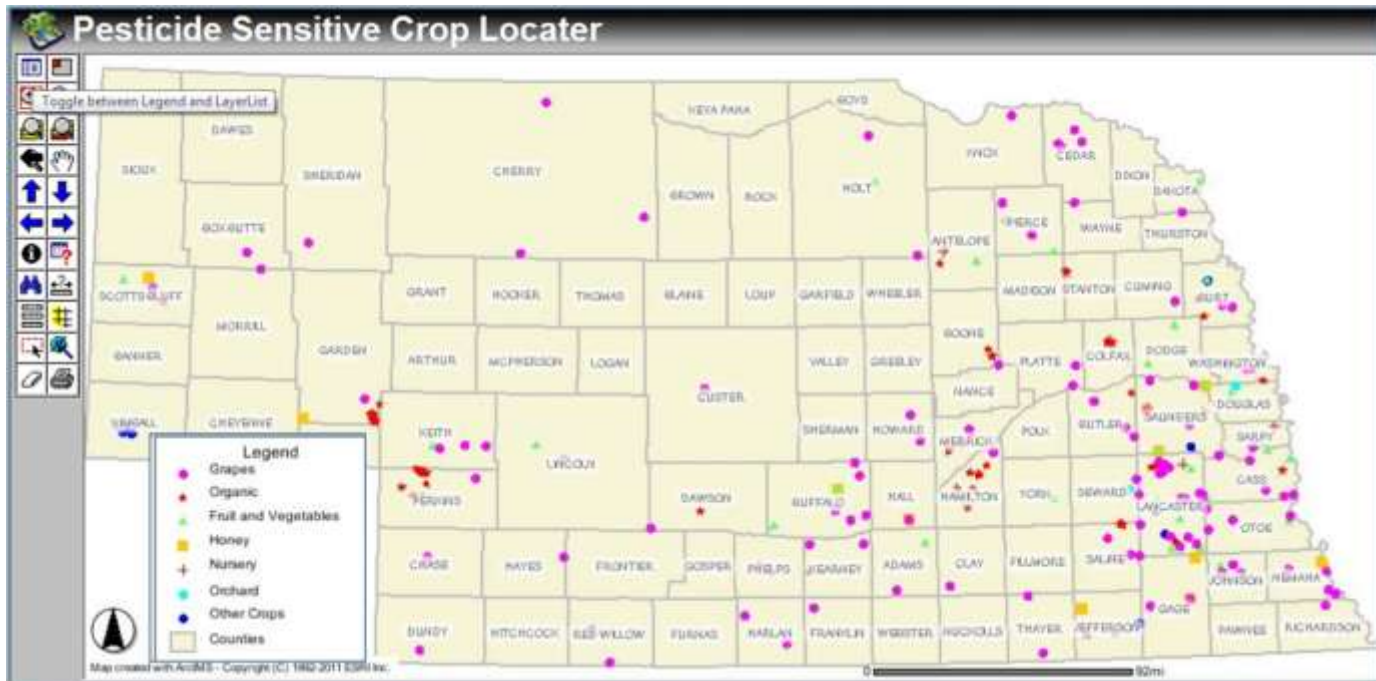 Pesticide Sensitive Crop Locater
Toggle between Legend and LayerList
KEYA PAHA
BOYD
DAWES
SIOUX
SHERIDAN
CHERRY
BROWN
ROCK
HOLT
KNOX
CEDAR
DIXON
DAKOTA
BOX BUTTE
ANTELOPE
PIERCE
WAYNE
THURSTON
SCOTTS BLUFF
MORRILL
GRANT
HOOKER
THOMAS
BLAINE
LOUP
GARFIELD
WHEELER
MADISON
STANTON
CUMING
BURT
BANNER
GARDEN
ARTHUR
MCPHERSON
LOGAN
CUSTER
VALLEY
GREELEY
BOONE
PLATTE
COLFAX
DODGE
WASHINGTON
NANCE
KIMBALL
CHEYENNE
KEITH
LINCOLN
SHERMAN
HOWARD
MERRICK
POLK
BUTLER
SAUNDERS
DOUGLAS
SARPY
PERKINS
DAWSON
BUFFALO
HALL
HAMILTON
YORK
SEWARD
LANCASTER
CASS
OTOE
CHASE
HAYES
FRONTIER
GOSPER
PHELPS
KEARNEY
ADAMS
CLAY
FILLMORE
SALINE
JOHNSON
NEMAHA
DUNDY
HITCHCOCK
RED WILLOW
FURNAS
HARLAN
FRANKLIN
WEBSTER
NUCKOLLS
THAYER
JEFFERSON
GAGE
PAWNEE
RICHARDSON
Legend
Grapes
Organic
Fruil and Vegetables
Honey
Nursery
Orchard
Other Crops
Counties
Map created with ArcIMS - Copyright (C) 1992-2011 ESRI Inc.
0 92mi